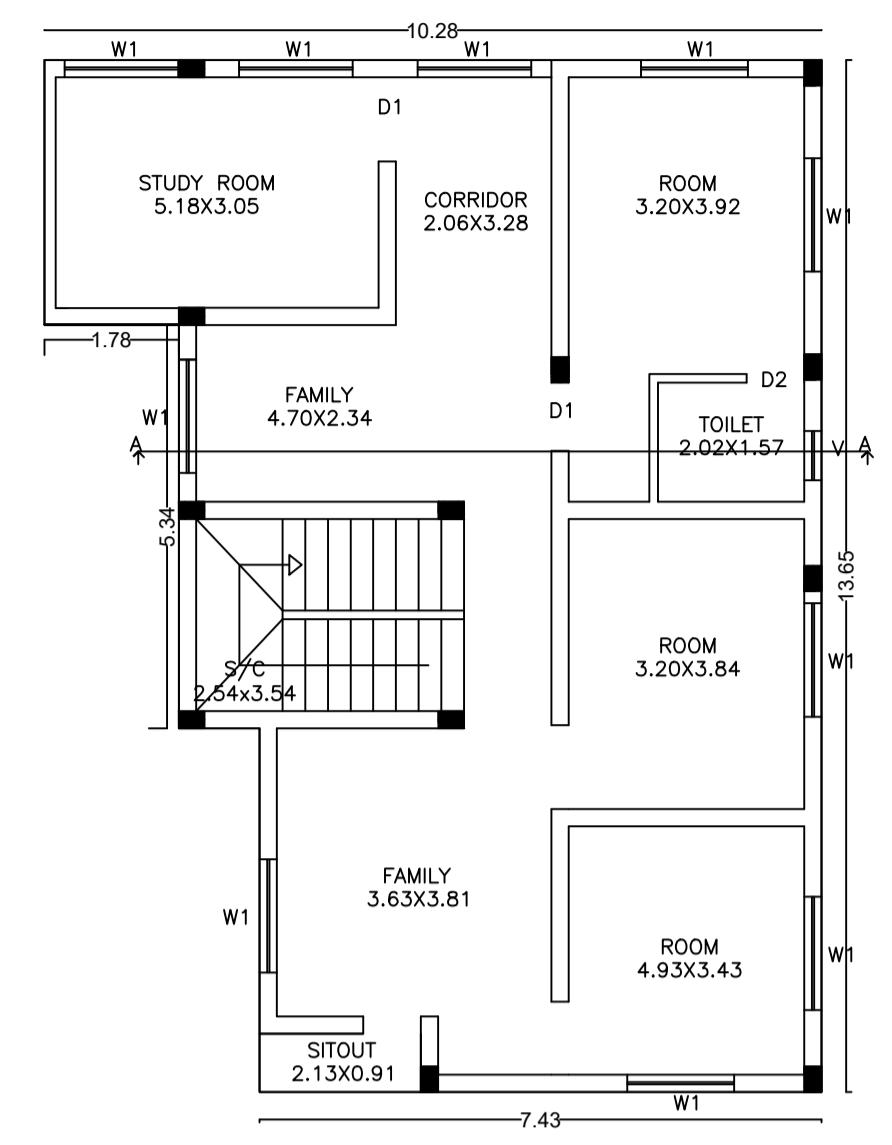 10.28
W1
W1
W1
W1
D1
STUDY ROOM
5.18X3.05
CORRIDOR
2.06X3.28
ROOM
3.20X3.92
W1
1.78
FAMILY
4.70X2.34
W1
D1
D2
TOILET
2.02X1.57
A
V
A
5.34
13.65
S/C
2.54x3.54
ROOM
3.20X3.84
W1
FAMILY
3.63X3.81
W1
ROOM
4.93X3.43
W1
SITOUT
2.13X0.91
W1
7.43